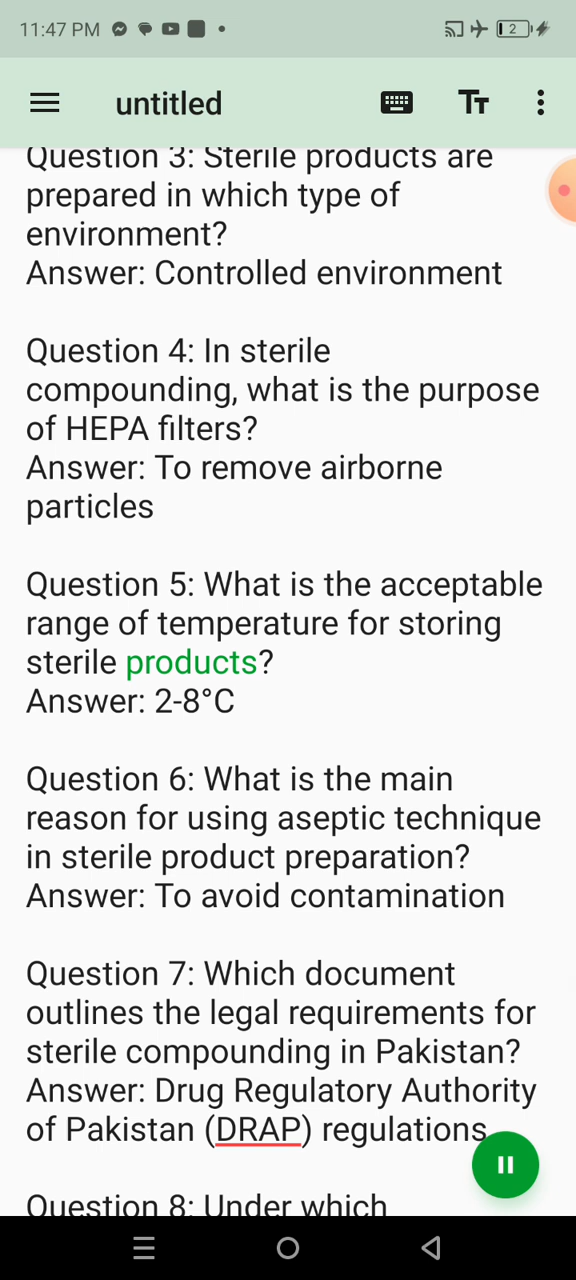 11:47 PM
2
untitled
Question 3: Sterile products are
prepared in which type of
environment?
Answer: Controlled environment
Question 4: In sterile
compounding, what is the purpose
of HEPA filters?
Answer: To remove airborne
particles
Question 5: What is the acceptable
range of temperature for storing
sterile products?
Answer: 2-8°C
Question 6: What is the main
reason for using aseptic technique
in sterile product preparation?
Answer: To avoid contamination
Question 7: Which document
outlines the legal requirements for
sterile compounding in Pakistan?
Answer: Drug Regulatory Authority
of Pakistan (DRAP) regulations
Question 8: Under which